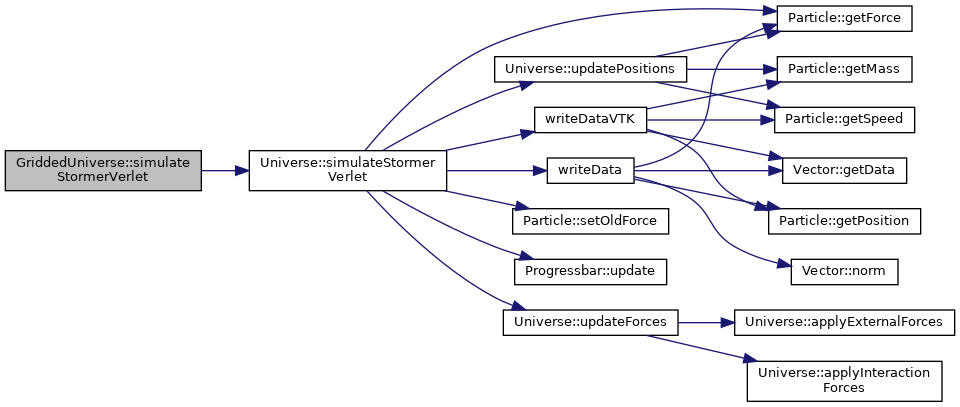 GriddedUniverse::simulate
StormerVerlet
Universe::simulateStormer
Verlet
Universe::updatePositions
writeDataVTK
writeData
Particle::setOldForce
Progressbar::update
Universe::updateForces
Particle::getForce
Particle::getMass
Particle::getSpeed
Vector::getData
Particle::getPosition
Vector::norm
Universe::applyExternalForces
Universe::applyInteraction
Forces